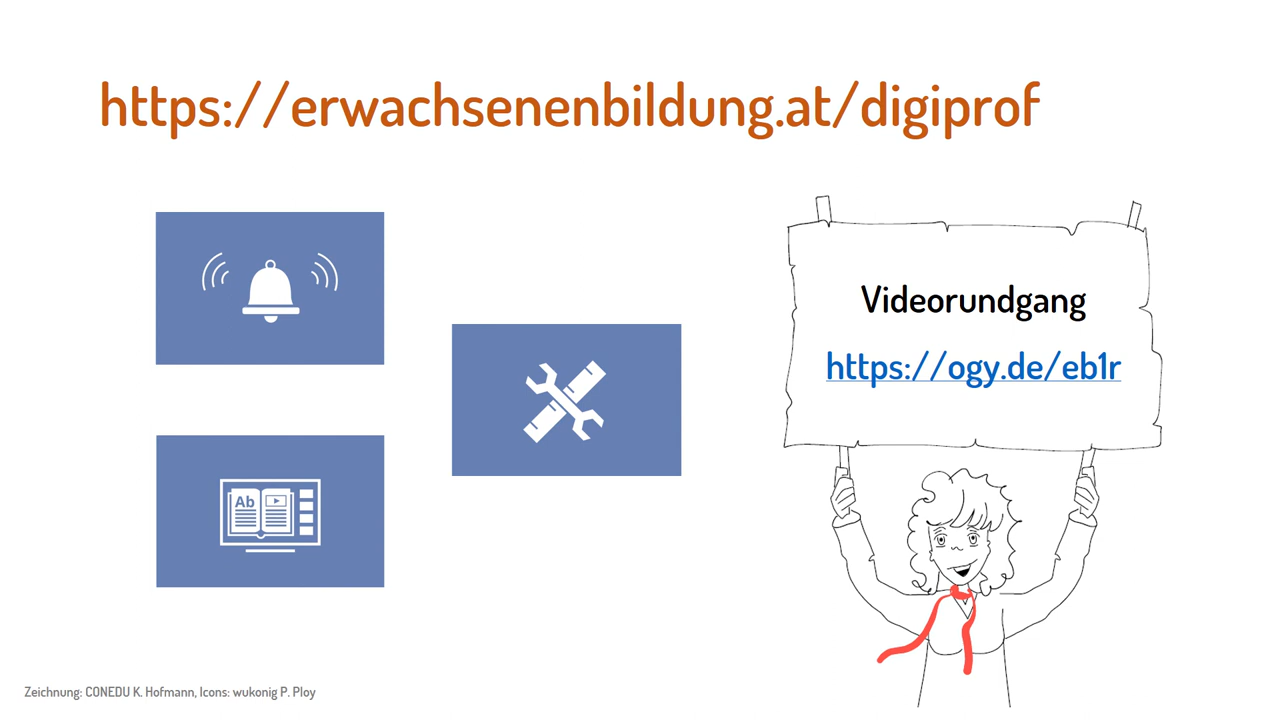 https://erwachsenenbildung.at/digiprof
Videorundgang
https://ogy.de/eb1r
Ab
Zeichnung: CONEDU K. Hofmann, Icons: wukonig P. Ploy